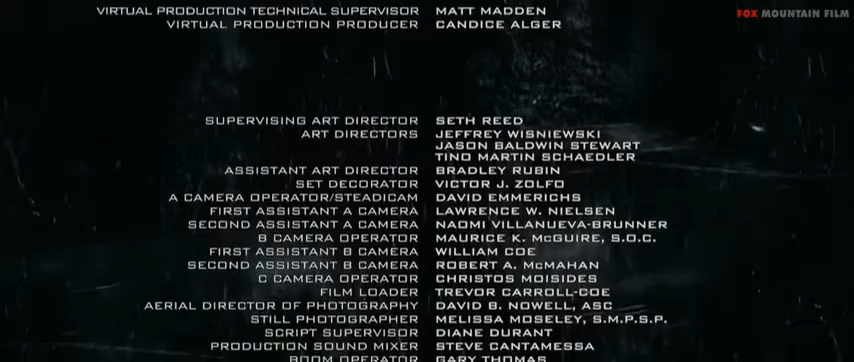 VIRTUAL PRODUCTION TECHNICAL SUPERVISOR MATT MADDEN
FOX MOUNTAIN FILM
VIRTUAL PRODUCTION PRODUCER CANDICE ALGER
SUPERVISING ART DIRECTOR SETH REED
ART DIRECTORS JEFFREY WISNIEWSKI
JASON BALDWIN STEWART
TINO MARTIN SCHAEDLER
ASSISTANT ART DIRECTOR BRADLEY RUBIN
SET DECORATOR VICTOR J. ZOLFO
A CAMERA OPERATOR/STEADICAM DAVID EMMERICHS
FIRST ASSISTANT A CAMERA LAWRENCE W. NIELSEN
SECOND ASSISTANT A CAMERA NAOMI VILLANUEVA-BRUNNER
B CAMERA OPERATOR MAURICE K. McGUIRE, S.O.C.
FIRST ASSISTANT B CAMERA WILLIAM COE
SECOND ASSISTANT B CAMERA ROBERT A. McMAHAN
C CAMERA OPERATOR CHRISTOS MOISIDES
FILM LOADER TREVOR CARROLL-COE
AERIAL DIRECTOR OF PHOTOGRAPHY DAVID B. NOWELL, ASC
STILL PHOTOGRAPHER MELISSA MOSELEY, S.M.P.S.P.
SCRIPT SUPERVISOR DIANE DURANT
PRODUCTION SOUND MIXER STEVE CANTAMESSA
BOOM OPERATOR GARY THOMAS